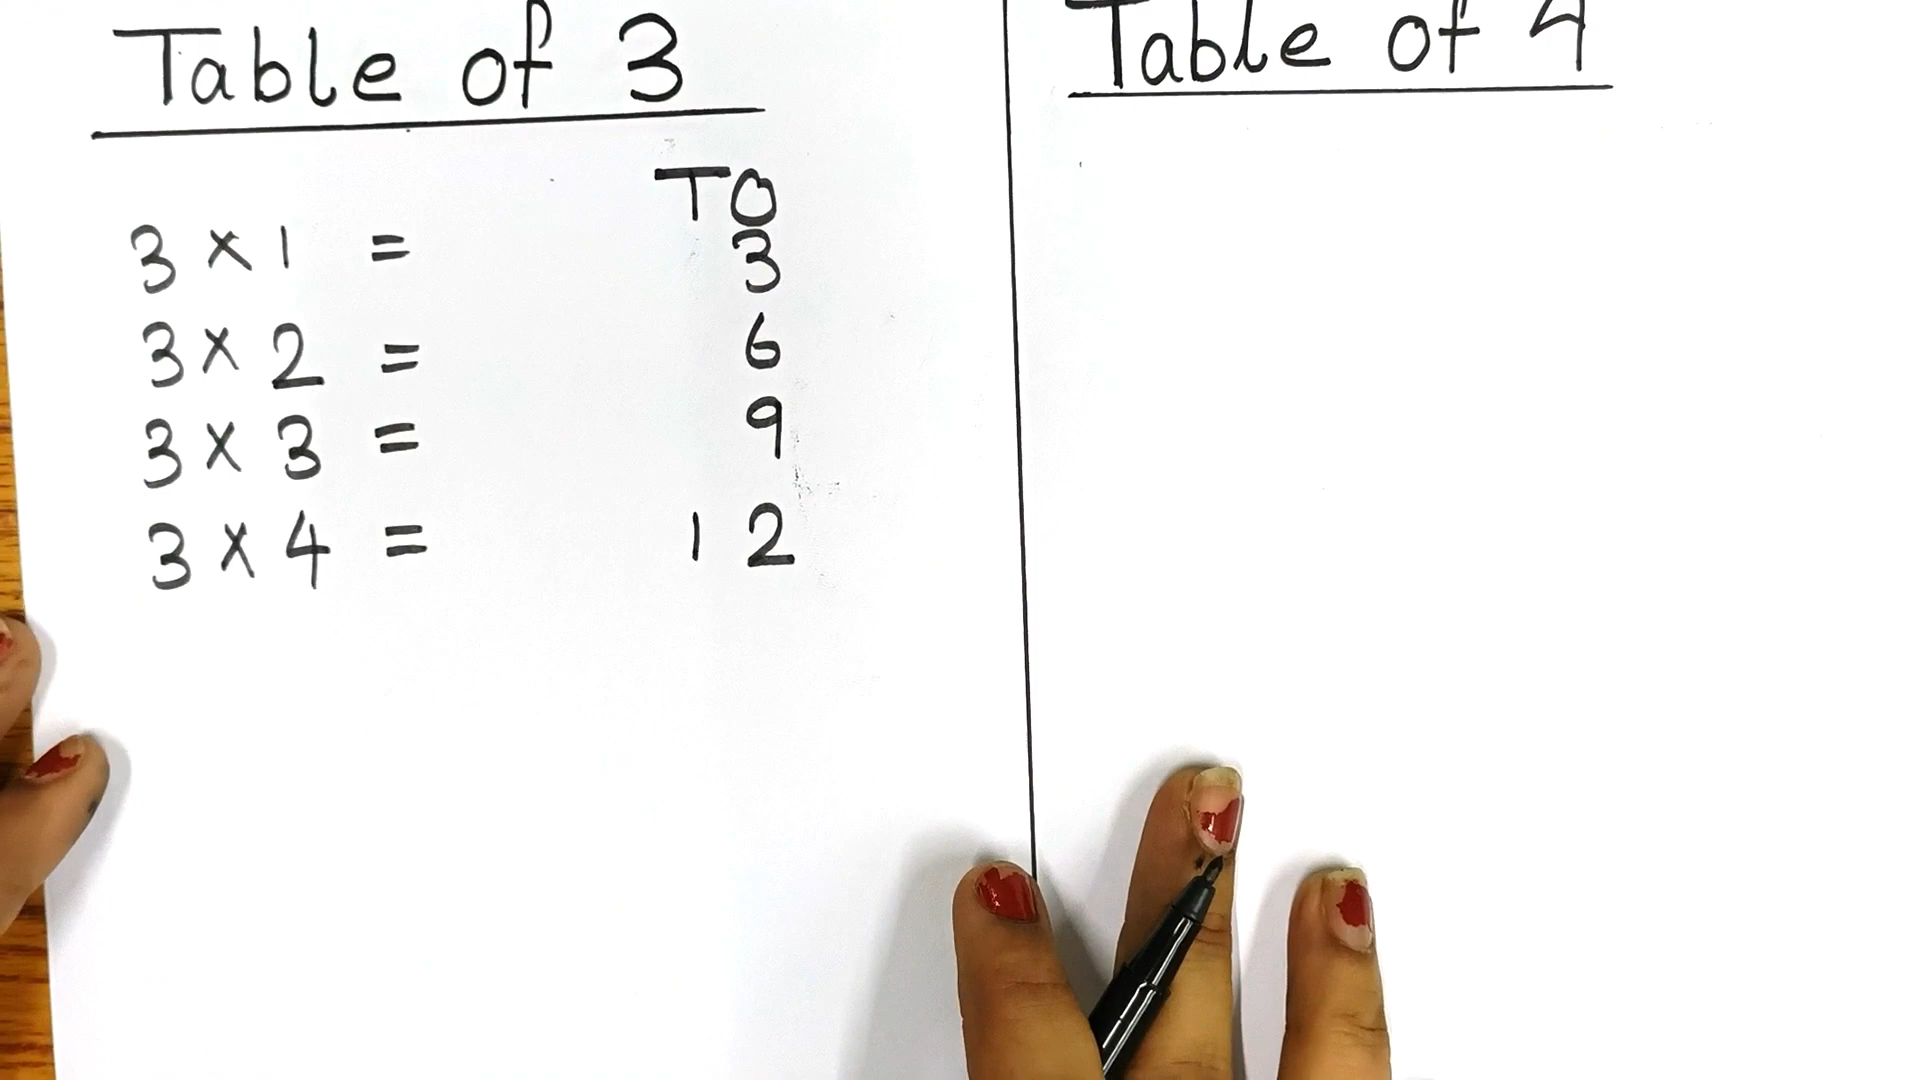 Table of 3
TO
3 × 1 = 3
3 × 2 = 6
3 × 3 = 9
3 × 4 = 12
Table of 4